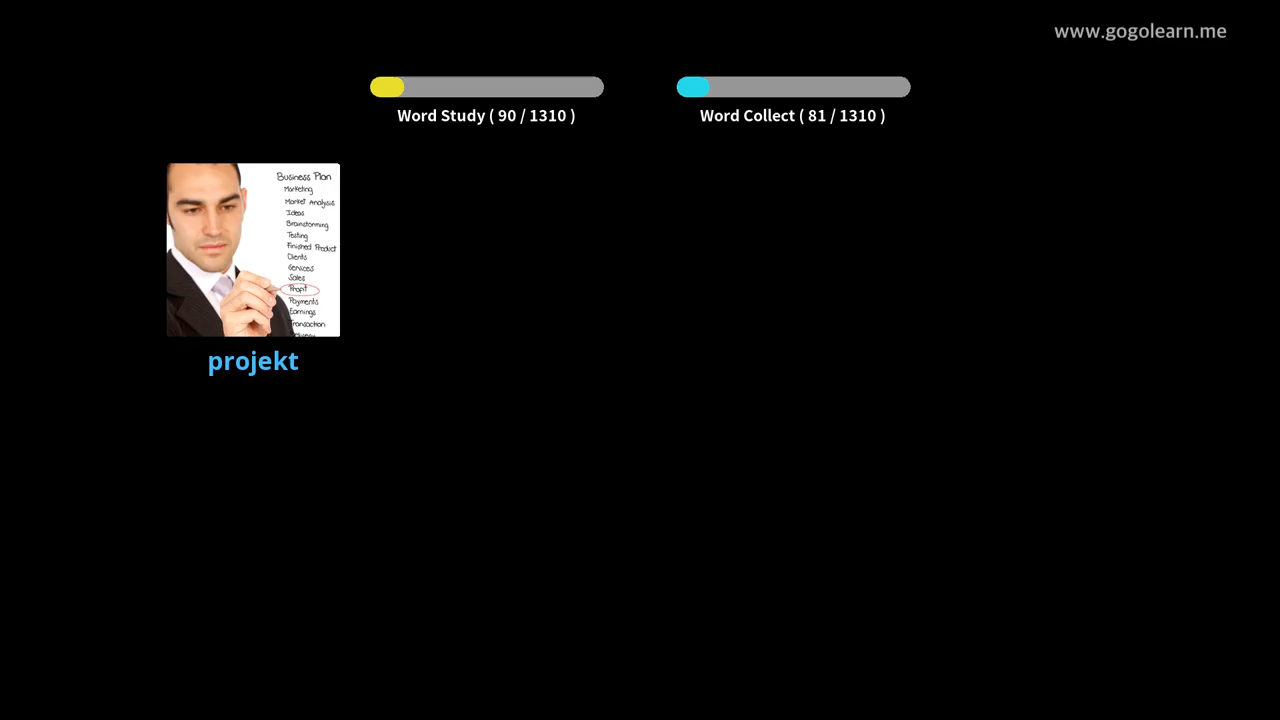 www.gogolearn.me
Word Study ( 90 / 1310 )
Word Collect ( 81 / 1310 )
Business Plan
Marketing
Market Analysis
Ideas
Brainstorming
Testing
Finished Product
Clients
Services
Sales
Profit
Payments
Earnings
Transaction
Delivery
projekt